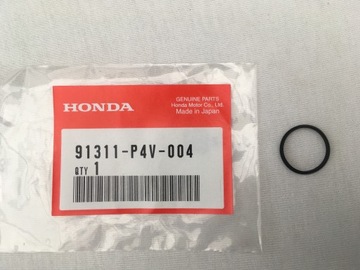 HONDA
GENUINE PARTS
Honda Motor Co., Ltd.
Made in Japan
91311-P4V-004
QTY 1